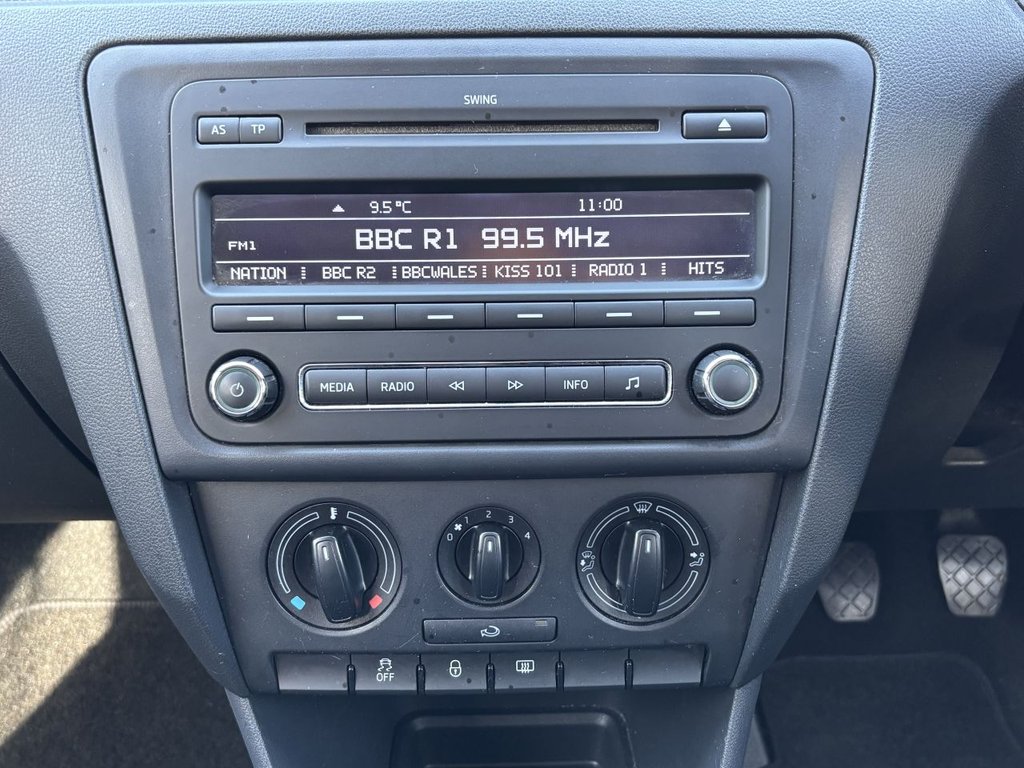 SWING
AS TP
9.5°C 11:00
FM1 BBC R1 99.5 MHz
NATION BBC R2 BBCWALES KISS 101 RADIO 1 HITS
MEDIA RADIO INFO
0 1 2 3 4
OFF